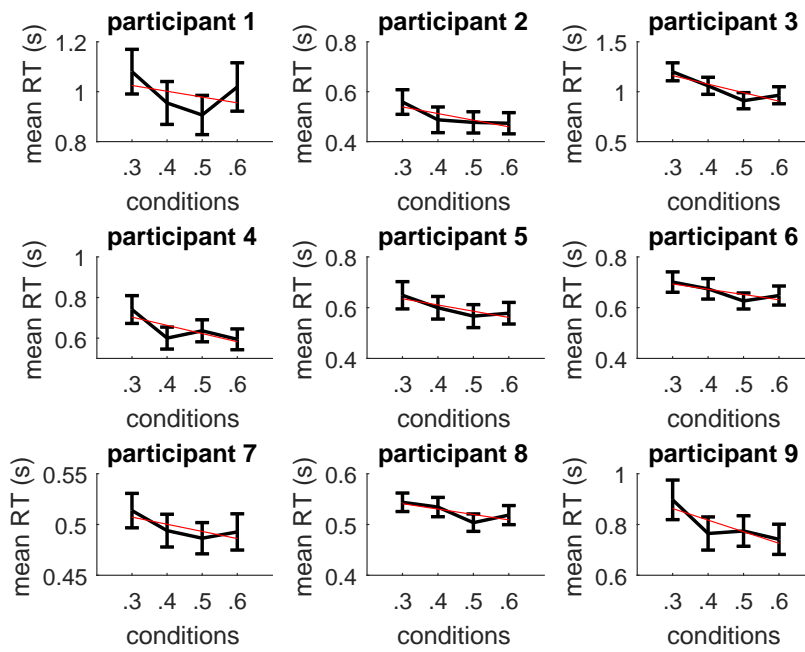 participant 1
participant 2
participant 3
mean RT (s)
1.2
1
0.8
.3 .4 .5 .6
conditions
mean RT (s)
0.8
0.6
0.4
.3 .4 .5 .6
conditions
mean RT (s)
1.5
1
0.5
.3 .4 .5 .6
conditions
participant 4
participant 5
participant 6
mean RT (s)
1
0.8
0.6
.3 .4 .5 .6
conditions
mean RT (s)
0.8
0.6
0.4
.3 .4 .5 .6
conditions
mean RT (s)
0.8
0.6
0.4
.3 .4 .5 .6
conditions
participant 7
participant 8
participant 9
mean RT (s)
0.55
0.5
0.45
.3 .4 .5 .6
conditions
mean RT (s)
0.6
0.5
0.4
.3 .4 .5 .6
conditions
mean RT (s)
1
0.8
0.6
.3 .4 .5 .6
conditions